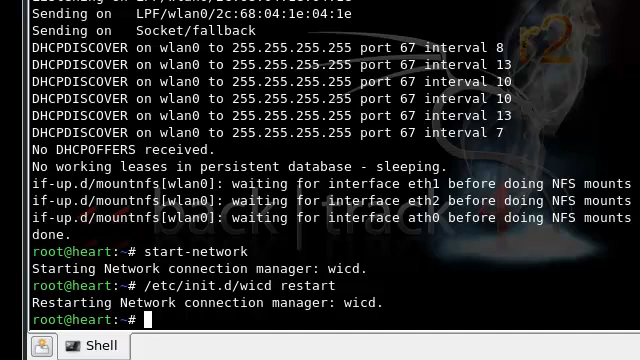 Sending on   LPF/wlan0/2c:68:04:1e:04:1e
Sending on   Socket/fallback
DHCPDISCOVER on wlan0 to 255.255.255.255 port 67 interval 8
DHCPDISCOVER on wlan0 to 255.255.255.255 port 67 interval 13
DHCPDISCOVER on wlan0 to 255.255.255.255 port 67 interval 10
DHCPDISCOVER on wlan0 to 255.255.255.255 port 67 interval 10
DHCPDISCOVER on wlan0 to 255.255.255.255 port 67 interval 13
DHCPDISCOVER on wlan0 to 255.255.255.255 port 67 interval 7
No DHCPOFFERS received.
No working leases in persistent database - sleeping.
if-up.d/mountnfs[wlan0]: waiting for interface eth1 before doing NFS mounts
if-up.d/mountnfs[wlan0]: waiting for interface eth2 before doing NFS mounts
if-up.d/mountnfs[wlan0]: waiting for interface ath0 before doing NFS mounts
done.
root@heart:~# start-network
Starting Network connection manager: wicd.
root@heart:~# /etc/init.d/wicd restart
Restarting Network connection manager: wicd.
root@heart:~#
Shell
r2
back|track 4